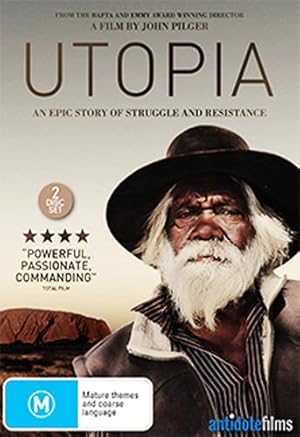 FROM THE BAFTA AND EMMY AWARD WINNING DIRECTOR
A FILM BY JOHN PILGER
UTOPIA
AN EPIC STORY OF STRUGGLE AND RESISTANCE
2
DISC
SET
★★★★
"POWERFUL,
PASSIONATE,
COMMANDING"
TOTAL FILM
M
Mature themes
and coarse
language
antidotefilms